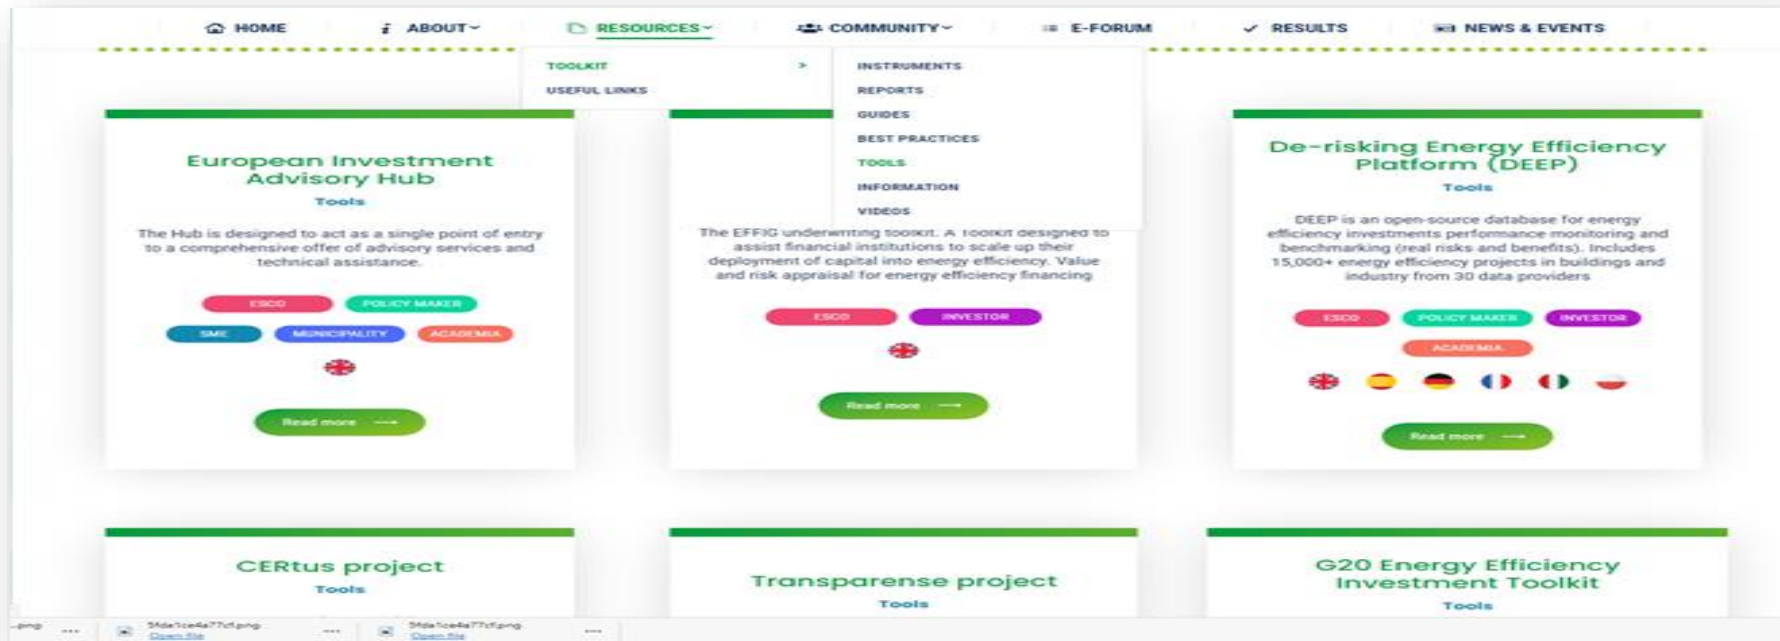 HOME
ABOUT
RESOURCES
COMMUNITY
E-FORUM
RESULTS
NEWS & EVENTS
TOOLKIT >
USEFUL LINKS
INSTRUMENTS
REPORTS
GUIDES
BEST PRACTICES
TOOLS
INFORMATION
VIDEOS
European Investment
Advisory Hub
Tools
The Hub is designed to act as a single point of entry
to a comprehensive offer of advisory services and
technical assistance.
ESCO
POLICY MAKER
SME
MUNICIPALITY
ACADEMIA
Read more
The EFFIG underwriting toolkit. A Toolkit designed to
assist financial institutions to scale up their
deployment of capital into energy efficiency. Value
and risk appraisal for energy efficiency financing
ESCO
INVESTOR
Read more
De-risking Energy Efficiency
Platform (DEEP)
Tools
DEEP is an open-source database for energy
efficiency investments performance monitoring and
benchmarking (real risks and benefits). Includes
15,000+ energy efficiency projects in buildings and
industry from 30 data providers
ESCO
POLICY MAKER
INVESTOR
ACADEMIA
Read more
CERtus project
Tools
Transparense project
Tools
G20 Energy Efficiency
Investment Toolkit
Tools
Open file
Open file